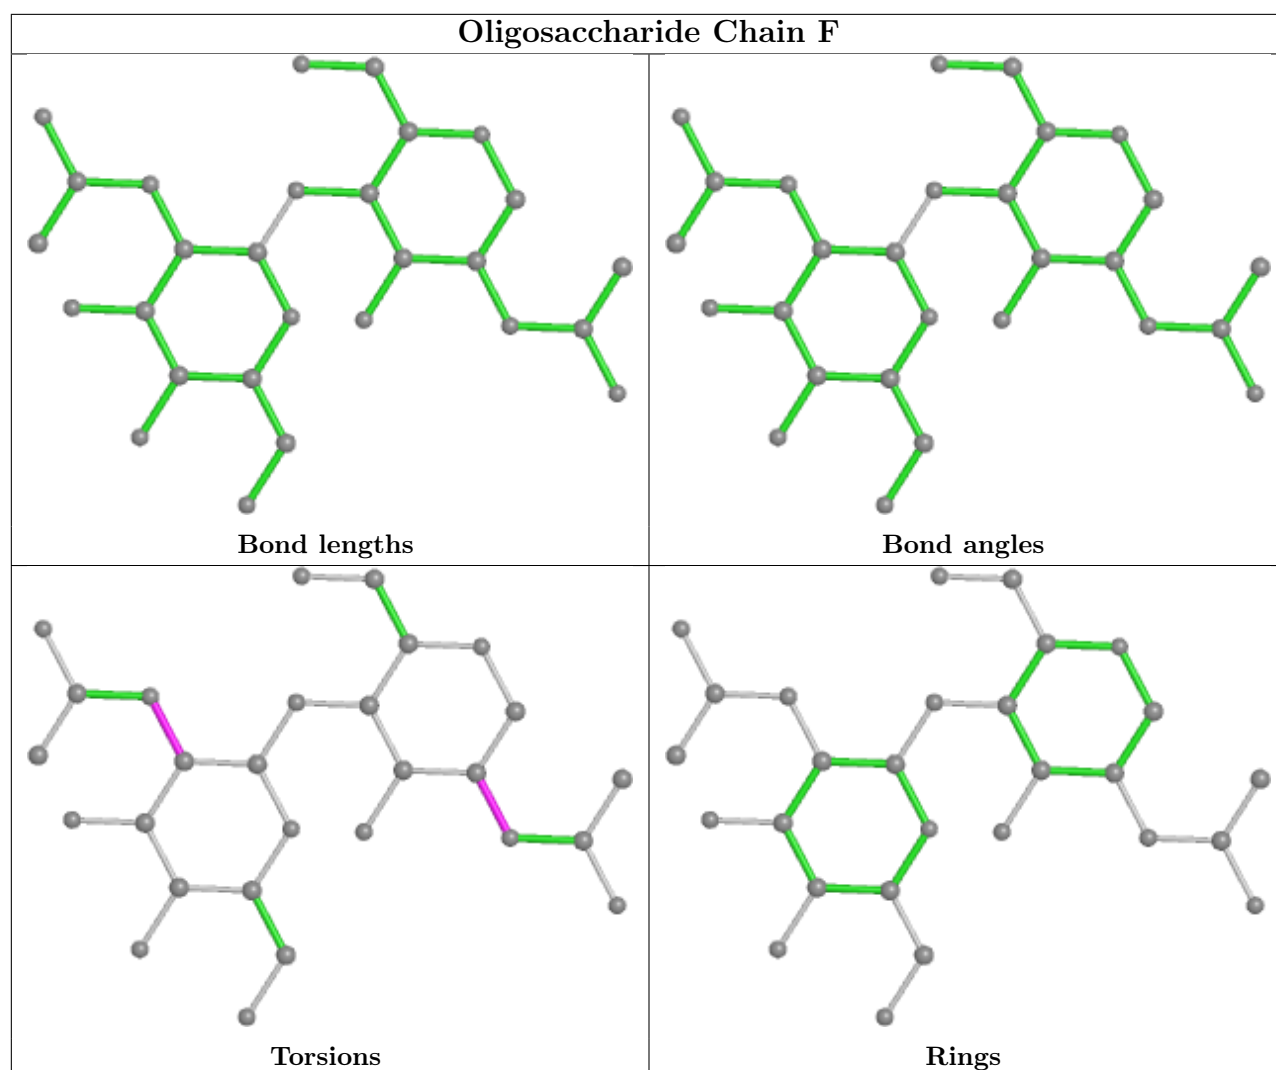 Oligosaccharide Chain F
Bond lengths
Bond angles
Torsions
Rings